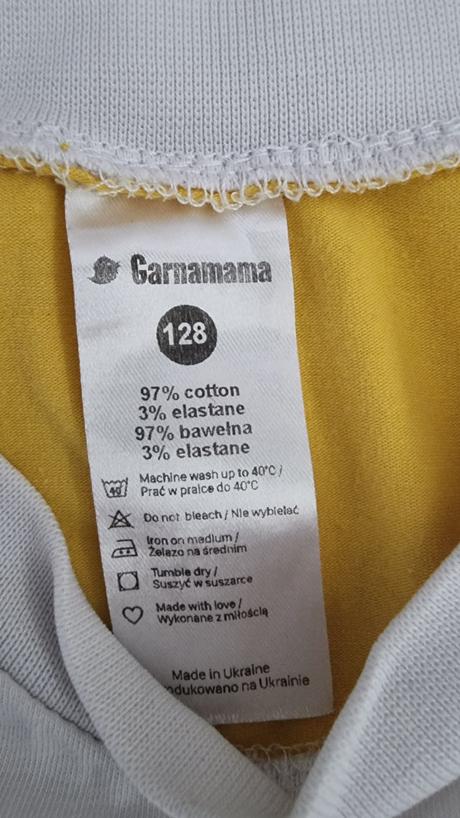 Garnamama
128
97% cotton
3% elastane
97% bawełna
3% elastane
40
Machine wash up to 40°C /
Prać w pralce do 40°C
Do not bleach / Nie wybielać
Iron on medium /
Żelazo na średnim
Tumble dry /
Suszyć w suszarce
Made with love /
Wykonane z miłością
Made in Ukraine
na Ukrainie